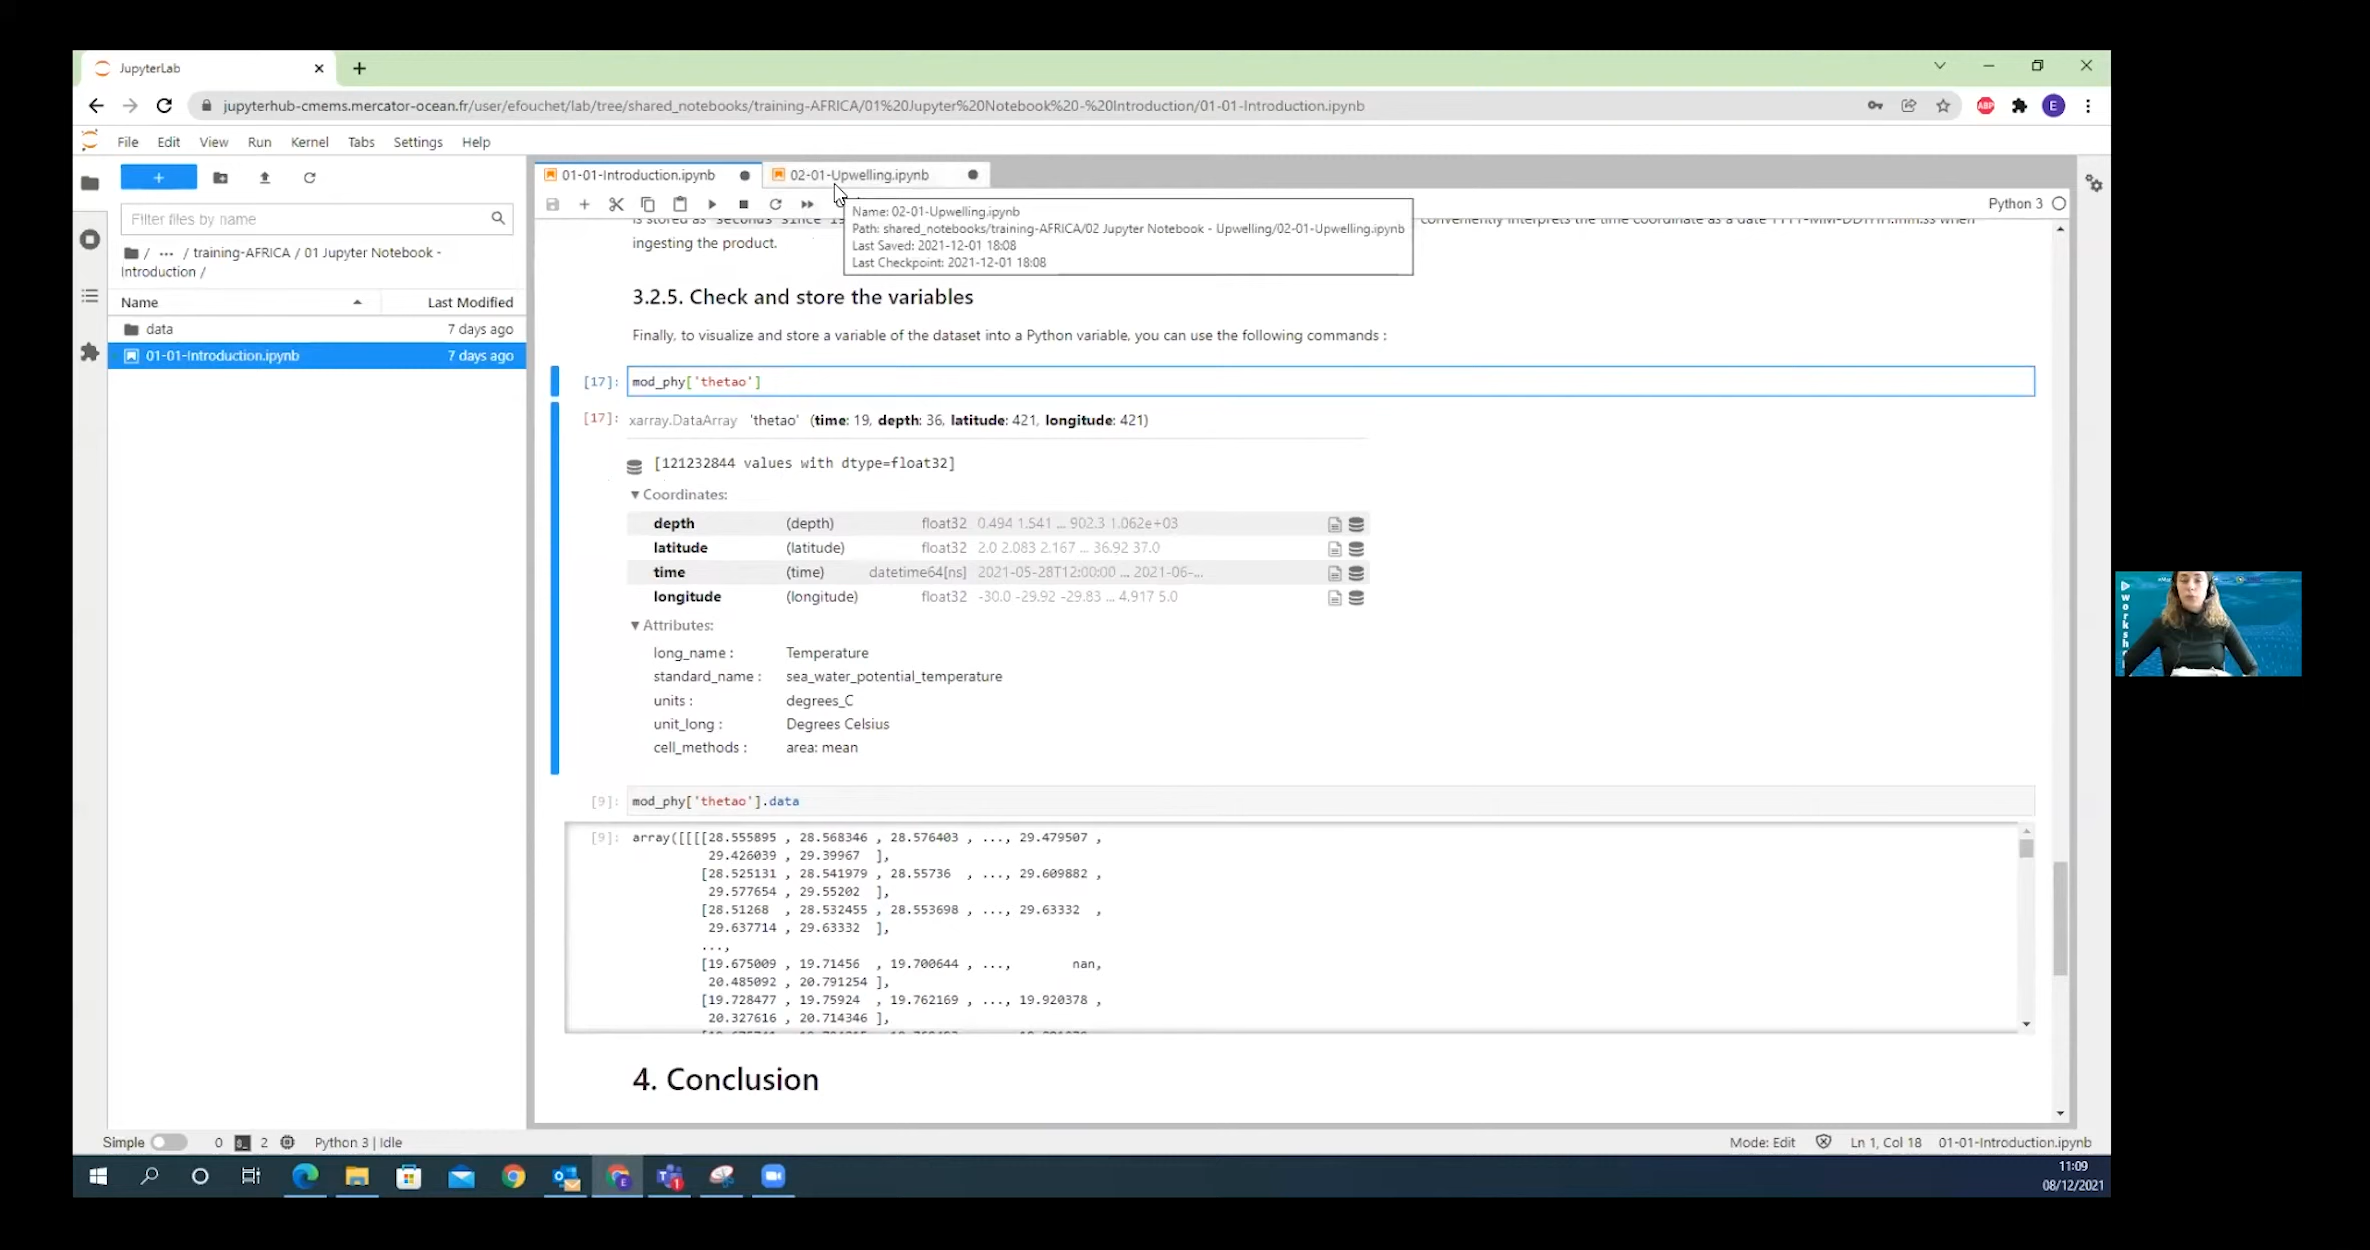 JupyterLab
jupyterhub-cmems.mercator-ocean.fr/user/efouchet/lab/tree/shared_notebooks/training-AFRICA/01%20Jupyter%20Notebook%20-%20Introduction/01-01-Introduction.ipynb
ABP
E
File Edit View Run Kernel Tabs Settings Help
01-01-Introduction.ipynb
02-01-Upwelling.ipynb
Python 3
Filter files by name
/ ··· / training-AFRICA / 01 Jupyter Notebook -
Introduction /
Name Last Modified
data 7 days ago
01-01-Introduction.ipynb 7 days ago
Name: 02-01-Upwelling.ipynb
Path: shared_notebooks/training-AFRICA/02 Jupyter Notebook - Upwelling/02-01-Upwelling.ipynb
Last Saved: 2021-12-01 18:08
Last Checkpoint: 2021-12-01 18:08
is stored as seconds since conveniently interprets the time coordinate as a date when
ingesting the product.
3.2.5. Check and store the variables
Finally, to visualize and store a variable of the dataset into a Python variable, you can use the following commands :
[17]: mod_phy['thetao']
[17]: xarray.DataArray 'thetao' (time: 19, depth: 36, latitude: 421, longitude: 421)
[121232844 values with dtype=float32]
▼ Coordinates:
depth (depth) float32 0.494 1.541 ... 902.3 1.062e+03
latitude (latitude) float32 2.0 2.083 2.167 ... 36.92 37.0
time (time) datetime64[ns] 2021-05-28T12:00:00 ... 2021-06-...
longitude (longitude) float32 -30.0 -29.92 -29.83 ... 4.917 5.0
▼ Attributes:
long_name : Temperature
standard_name : sea_water_potential_temperature
units : degrees_C
unit_long : Degrees Celsius
cell_methods : area: mean
[9]: mod_phy['thetao'].data
[9]: array([[[[28.555895 , 28.568346 , 28.576403 , ..., 29.479507 ,
29.426039 , 29.39967 ],
[28.525131 , 28.541979 , 28.55736 , ..., 29.609882 ,
29.577654 , 29.55202 ],
[28.51268 , 28.532455 , 28.553698 , ..., 29.63332 ,
29.637714 , 29.63332 ],
...,
[19.675009 , 19.71456 , 19.700644 , ..., nan,
20.485092 , 20.791254 ],
[19.728477 , 19.75924 , 19.762169 , ..., 19.920378 ,
20.327616 , 20.714346 ],
4. Conclusion
Simple 0 2 Python 3 | Idle
Mode: Edit Ln 1, Col 18 01-01-Introduction.ipynb
11:09
08/12/2021